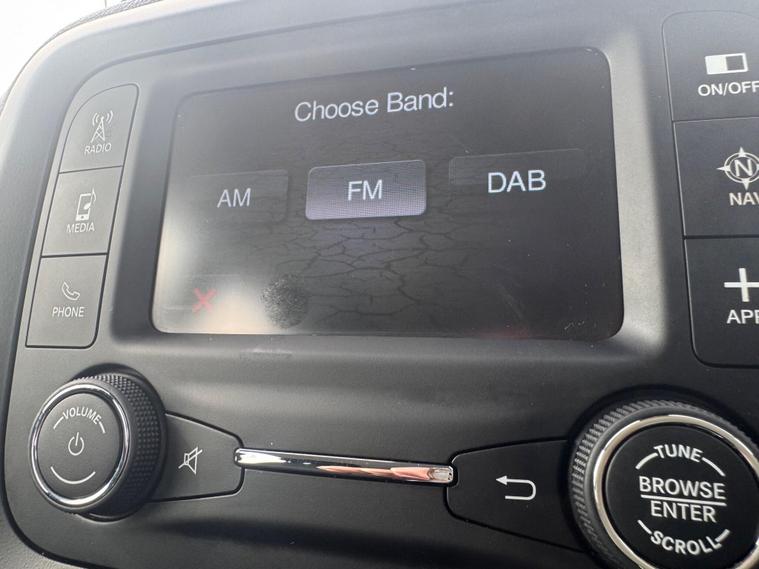 Choose Band:
AM
FM
DAB
RADIO
MEDIA
PHONE
VOLUME
ON/OFF
NAV
APP
TUNE
BROWSE
ENTER
SCROLL